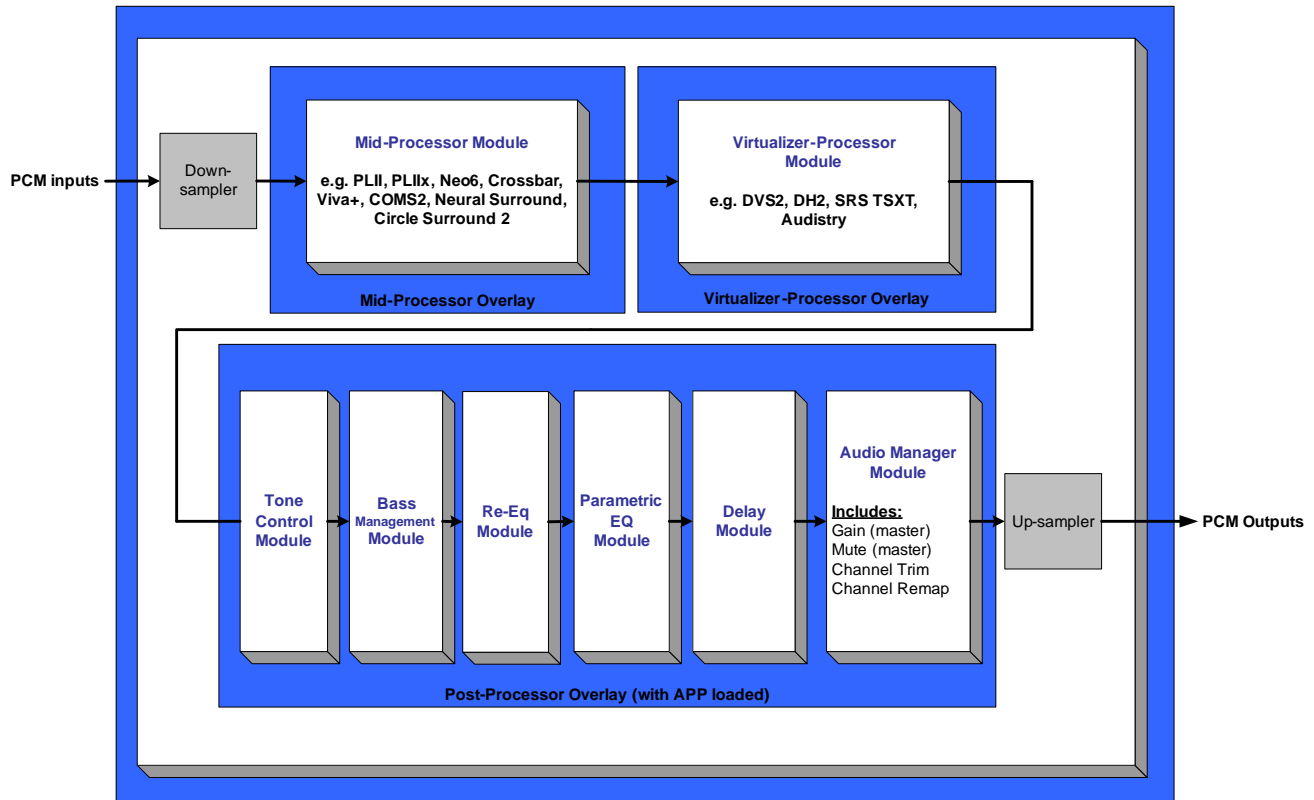 PCM inputs
Down-
sampler
Mid-Processor Module
e.g. PLII, PLIIx, Neo6, Crossbar,
Viva+, COMS2, Neural Surround,
Circle Surround 2
Mid-Processor Overlay
Virtualizer-Processor
Module
e.g. DVS2, DH2, SRS TSXT,
Audistry
Virtualizer-Processor Overlay
Tone
Control
Module
Bass
Management
Module
Re-Eq
Module
Parametric
EQ
Module
Delay
Module
Audio Manager
Module
Includes:
Gain (master)
Mute (master)
Channel Trim
Channel Remap
Up-sampler
PCM Outputs
Post-Processor Overlay (with APP loaded)